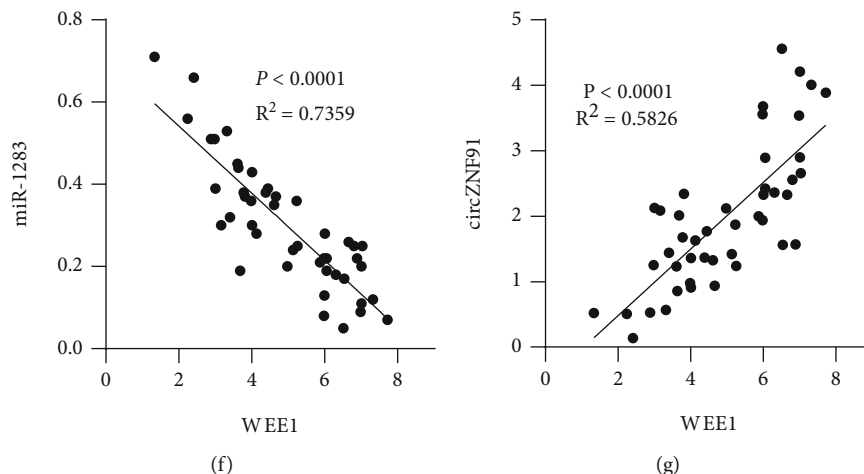 0.8
0.6
0.4
0.2
0.0
miR-1283
P < 0.0001
R² = 0.7359
0 2 4 6 8
WEE1
(f)
5
4
3
2
1
0
circZNF91
P < 0.0001
R² = 0.5826
0 2 4 6 8
WEE1
(g)